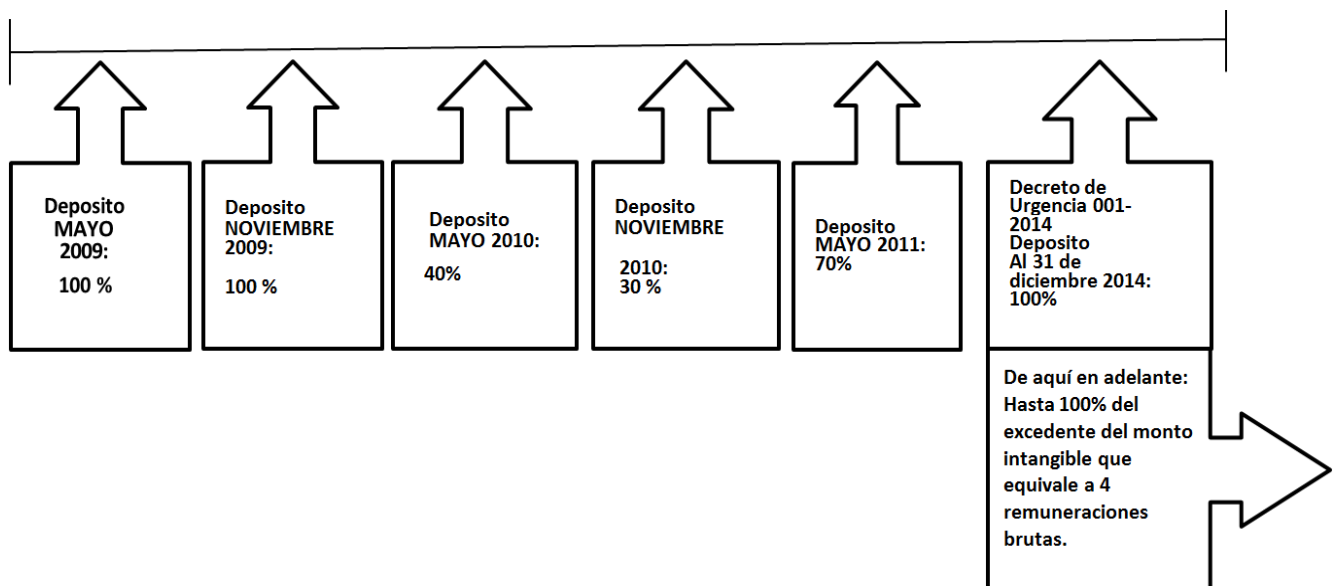 Deposito
MAYO
2009:
100 %
Deposito
NOVIEMBRE
2009:
100 %
Deposito
MAYO 2010:
40%
Deposito
NOVIEMBRE
2010:
30 %
Deposito
MAYO 2011:
70%
Decreto de
Urgencia 001-
2014
Deposito
Al 31 de
diciembre 2014:
100%
De aquí en adelante:
Hasta 100% del
excedente del monto
intangible que
equivale a 4
remuneraciones
brutas.